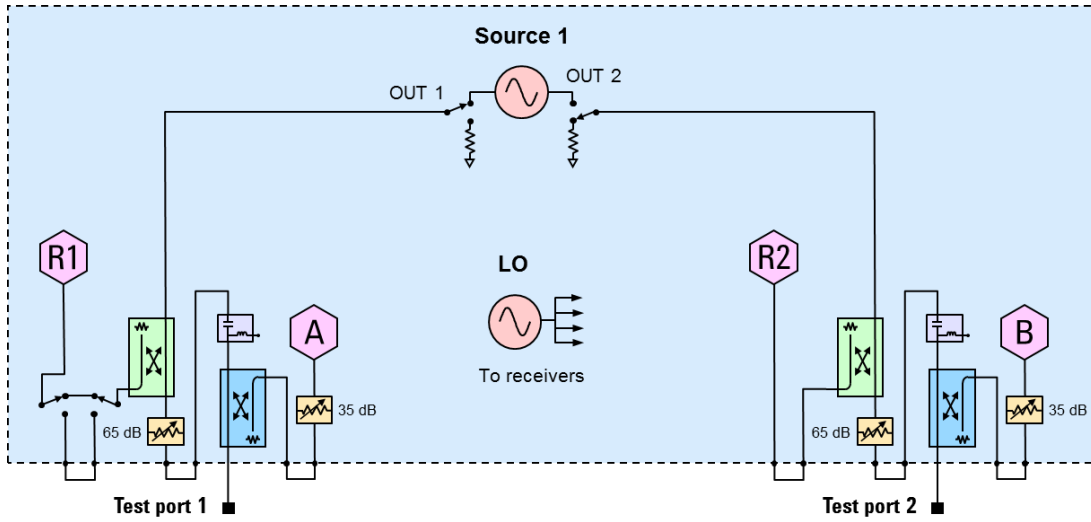 Source 1
OUT 1
OUT 2
R1
R2
LO
A
B
To receivers
65 dB
35 dB
65 dB
35 dB
Test port 1
Test port 2